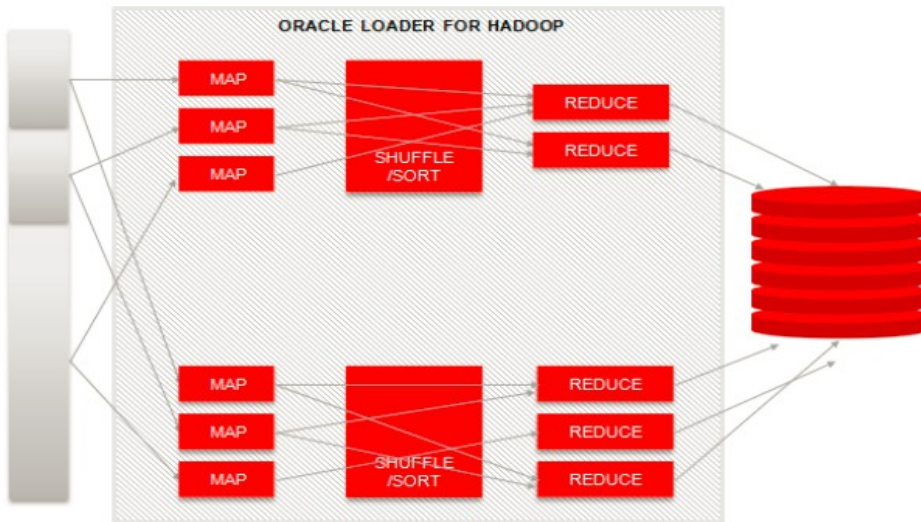 ORACLE LOADER FOR HADOOP
MAP
MAP
MAP
SHUFFLE
/SORT
REDUCE
REDUCE
MAP
MAP
MAP
SHUFFLE
/SORT
REDUCE
REDUCE
REDUCE